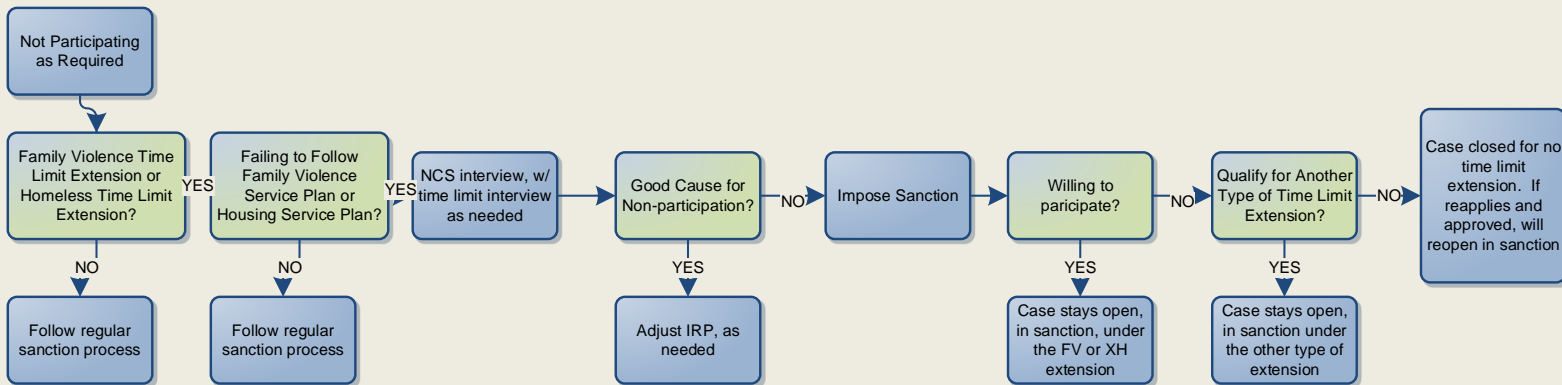 Not Participating
as Required
Family Violence Time
Limit Extension or
Homeless Time Limit
Extension?
YES
Failing to Follow
Family Violence
Service Plan or
Housing Service Plan?
YES
NCS interview, w/
time limit interview
as needed
Good Cause for
Non-participation?
NO
Impose Sanction
Willing to
paricipate?
NO
Qualify for Another
Type of Time Limit
Extension?
NO
Case closed for no
time limit
extension. If
reapplies and
approved, will
reopen in sanction
NO
NO
YES
YES
YES
Follow regular
sanction process
Follow regular
sanction process
Adjust IRP, as
needed
Case stays open,
in sanction, under
the FV or XH
extension
Case stays open,
in sanction under
the other type of
extension